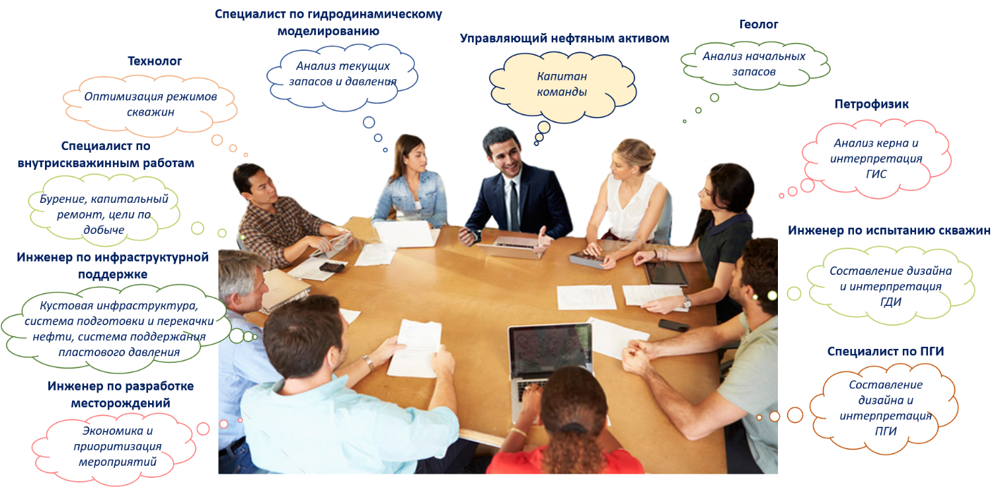 Специалист по гидродинамическому
моделированию
Анализ текущих
запасов и давления
Управляющий нефтяным активом
Капитан
команды
Геолог
Анализ начальных
запасов
Технолог
Оптимизация режимов
скважин
Петрофизик
Анализ керна и
интерпретация
ГИС
Специалист по
внутрискважинным работам
Бурение, капитальный
ремонт, цели по
добыче
Инженер по испытанию скважин
Составление дизайна
и интерпретация
ГДИ
Инженер по инфраструктурной
поддержке
Кустовая инфраструктура,
система подготовки и перекачки
нефти, система поддержания
пластового давления
Специалист по ПГИ
Составление
дизайна и
интерпретация
ПГИ
Инженер по разработке
месторождений
Экономика и
приоритизация
мероприятий